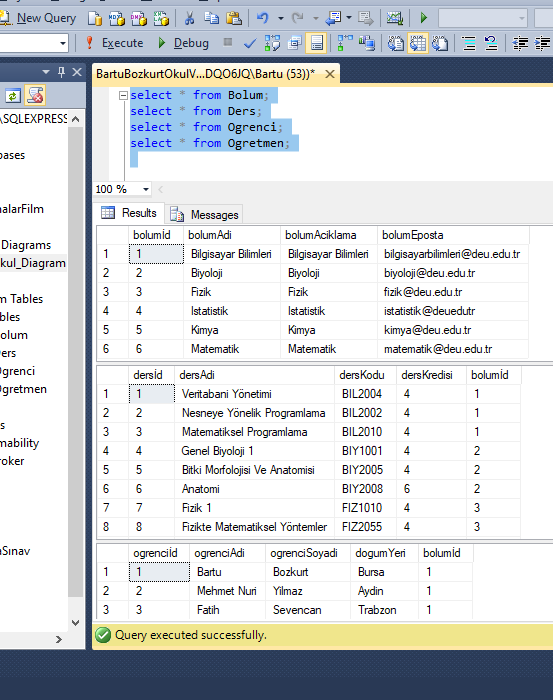 New Query
Execute Debug
BartuBozkurtOkulV...DQO6JQ\Bartu (53))*
\SQLEXPRESS
select * from Bolum;
bases
select * from Ders;
select * from Ogrenci;
select * from Ogretmen;
100 %
alarFilm
Results Messages
Diagrams
kul_Diagram
m Tables
bles
olum
Ders
Ogrenci
Ogretmen
s
mability
roker
nSınav
bolumId bolumAdi bolumAciklama bolumEposta
1 1 Bilgisayar Bilimleri Bilgisayar Bilimleri bilgisayarbilimleri@deu.edu.tr
2 2 Biyoloji Biyoloji biyoloji@deu.edu.tr
3 3 Fizik Fizik fizik@deu.edu.tr
4 4 İstatistik İstatistik istatistik@deuedutr
5 5 Kimya Kimya kimya@deu.edu.tr
6 6 Matematik Matematik matematik@deu.edu.tr
dersId dersAdi dersKodu dersKredisi bolumId
1 1 Veritabani Yönetimi BIL2004 4 1
2 2 Nesneye Yönelik Programlama BIL2002 4 1
3 3 Matematiksel Programlama BIL2010 4 1
4 4 Genel Biyoloji 1 BIY1001 4 2
5 5 Bitki Morfolojisi Ve Anatomisi BIY2005 4 2
6 6 Anatomi BIY2008 6 2
7 7 Fizik 1 FIZ1010 4 3
8 8 Fizikte Matematiksel Yöntemler FIZ2055 4 3
ogrenciId ogrenciAdi ogrenciSoyadi dogumYeri bolumId
1 1 Bartu Bozkurt Bursa 1
2 2 Mehmet Nuri Yilmaz Aydin 1
3 3 Fatih Sevencan Trabzon 1
Query executed successfully.